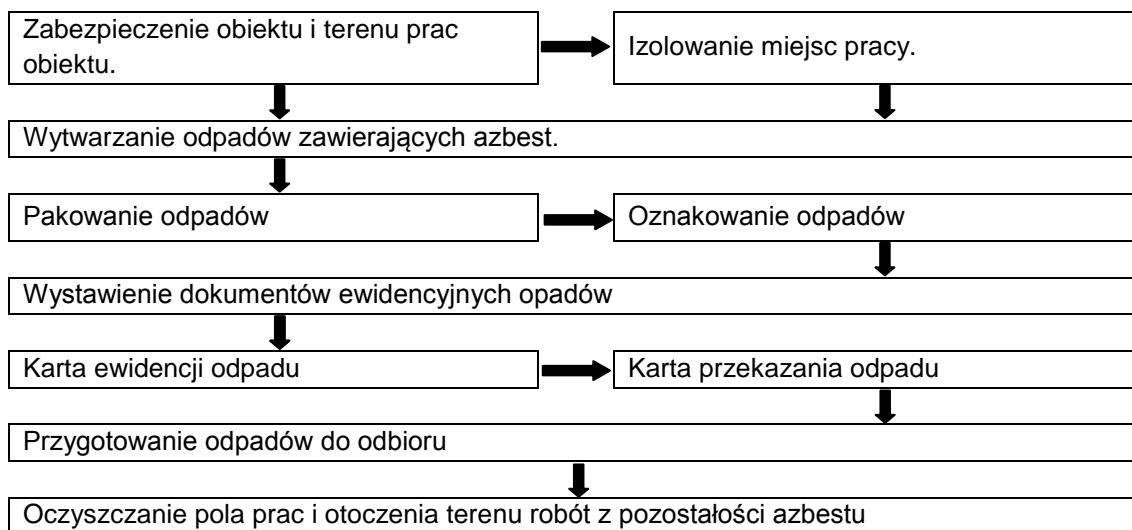 Zabezpieczenie obiektu i terenu prac
obiektu.
Izolowanie miejsc pracy.
Wytwarzanie odpadów zawierających azbest.
Pakowanie odpadów
Oznakowanie odpadów
Wystawienie dokumentów ewidencyjnych opadów
Karta ewidencji odpadu
Karta przekazania odpadu
Przygotowanie odpadów do odbioru
Oczyszczanie pola prac i otoczenia terenu robót z pozostałości azbestu